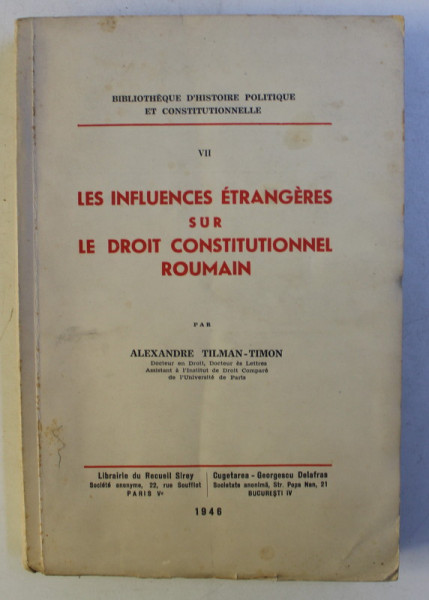 BIBLIOTHÈQUE D'HISTOIRE POLITIQUE
ET CONSTITUTIONNELLE
VII
LES INFLUENCES ÉTRANGÈRES
SUR
LE DROIT CONSTITUTIONNEL
ROUMAIN
PAR
ALEXANDRE TILMAN-TIMON
Docteur en Droit, Docteur ès Lettres
Assistant à l'Institut de Droit Comparé
de l'Université de Paris
Librairie du Recueil Sirey
Société anonyme, 22, rue Soufflot
PARIS Ve
Cugetarea - Georgescu Delafras
Societate anonimă, Str. Popa Nan, 21
BUCUREȘTI IV
1946